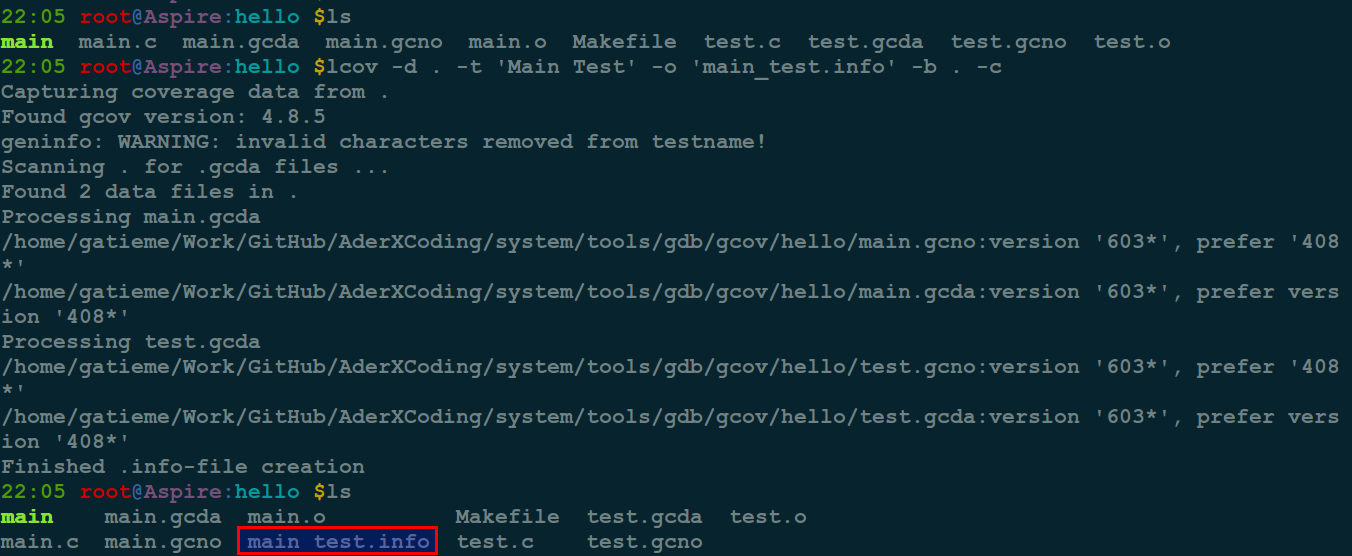 22:05 root@Aspire:hello $ls
main  main.c  main.gcda  main.gcno  main.o  Makefile  test.c  test.gcda  test.gcno  test.o
22:05 root@Aspire:hello $lcov -d . -t 'Main Test' -o 'main_test.info' -b . -c
Capturing coverage data from .
Found gcov version: 4.8.5
geninfo: WARNING: invalid characters removed from testname!
Scanning . for .gcda files ...
Found 2 data files in .
Processing main.gcda
/home/gatieme/Work/GitHub/AderXCoding/system/tools/gdb/gcov/hello/main.gcno:version '603*', prefer '408
*'
/home/gatieme/Work/GitHub/AderXCoding/system/tools/gdb/gcov/hello/main.gcda:version '603*', prefer vers
ion '408*'
Processing test.gcda
/home/gatieme/Work/GitHub/AderXCoding/system/tools/gdb/gcov/hello/test.gcno:version '603*', prefer '408
*'
/home/gatieme/Work/GitHub/AderXCoding/system/tools/gdb/gcov/hello/test.gcda:version '603*', prefer vers
ion '408*'
Finished .info-file creation
22:05 root@Aspire:hello $ls
main    main.gcda  main.o          Makefile  test.gcda  test.o
main.c  main.gcno  main_test.info  test.c    test.gcno